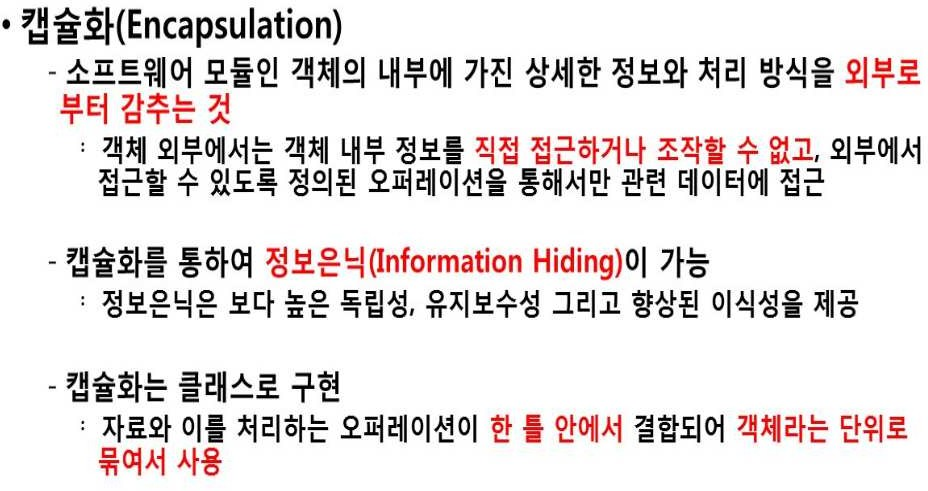 • 캡슐화(Encapsulation)
- 소프트웨어 모듈인 객체의 내부에 가진 상세한 정보와 처리 방식을 외부로
부터 감추는 것
: 객체 외부에서는 객체 내부 정보를 직접 접근하거나 조작할 수 없고, 외부에서
접근할 수 있도록 정의된 오퍼레이션을 통해서만 관련 데이터에 접근
- 캡슐화를 통하여 정보은닉(Information Hiding)이 가능
: 정보은닉은 보다 높은 독립성, 유지보수성 그리고 향상된 이식성을 제공
- 캡슐화는 클래스로 구현
: 자료와 이를 처리하는 오퍼레이션이 한 틀 안에서 결합되어 객체라는 단위로
묶여서 사용